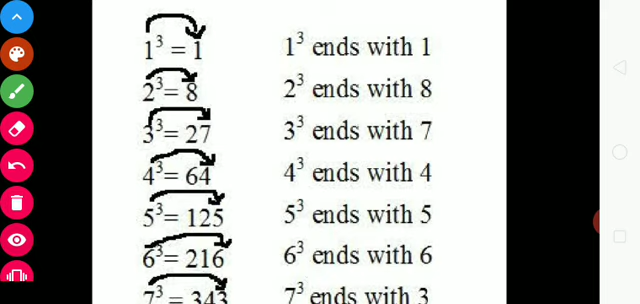 1³ = 1 1³ ends with 1
2³= 8 2³ ends with 8
3³= 27 3³ ends with 7
4³= 64 4³ ends with 4
5³= 125 5³ ends with 5
6³= 216 6³ ends with 6
7³ = 343 7³ ends with 3